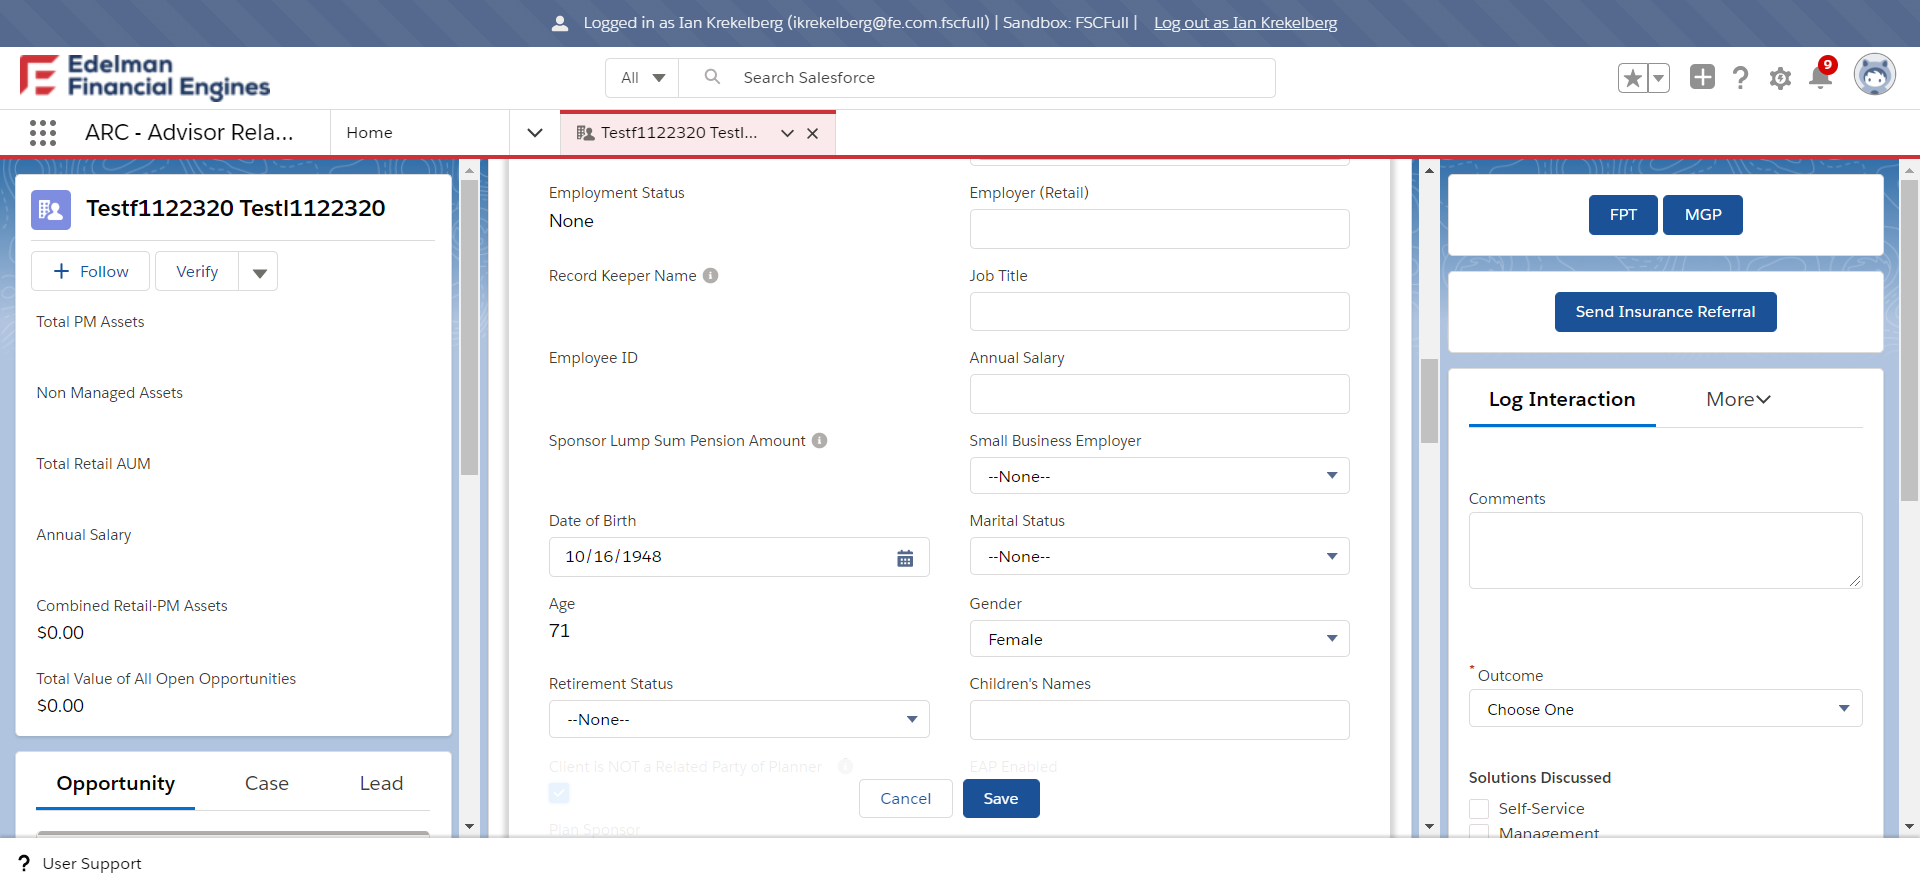 Logged in as Ian Krekelberg (ikrekelberg@fe.com.fscfull) | Sandbox: FSCFull | Log out as Ian Krekelberg
Edelman
Financial Engines
All
Search Salesforce
9
ARC - Advisor Rela...
Home
Testf1122320 Testl...
Testf1122320 Testl1122320
Follow
Verify
Total PM Assets
Non Managed Assets
Total Retail AUM
Annual Salary
Combined Retail-PM Assets
$0.00
Total Value of All Open Opportunities
$0.00
Opportunity
Case
Lead
Employment Status
None
Employer (Retail)
Record Keeper Name
Job Title
Employee ID
Annual Salary
Sponsor Lump Sum Pension Amount
Small Business Employer
--None--
Date of Birth
10/16/1948
Marital Status
--None--
Age
71
Gender
Female
Retirement Status
--None--
Children's Names
Client is NOT a Related Party of Planner
EAP Enabled
Plan Sponsor
Cancel
Save
FPT
MGP
Send Insurance Referral
Log Interaction
More
Comments
* Outcome
Choose One
Solutions Discussed
Self-Service
Management
? User Support